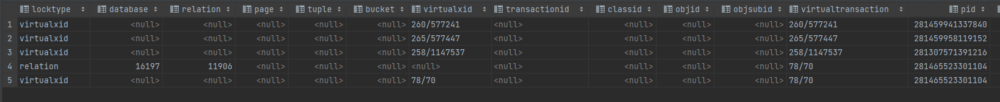 locktype database relation page tuple bucket virtualxid transactionid classid objid objsubid virtualtransaction pid
1 virtualxid <null> <null> <null> <null> <null> 260/577241 <null> <null> <null> <null> 260/577241 281459941337840
2 virtualxid <null> <null> <null> <null> <null> 265/577447 <null> <null> <null> <null> 265/577447 281459958119152
3 virtualxid <null> <null> <null> <null> <null> 258/1147537 <null> <null> <null> <null> 258/1147537 281307571391216
4 relation 16197 11906 <null> <null> <null> <null> <null> <null> <null> <null> 78/70 281465523301104
5 virtualxid <null> <null> <null> <null> <null> 78/70 <null> <null> <null> <null> 78/70 281465523301104